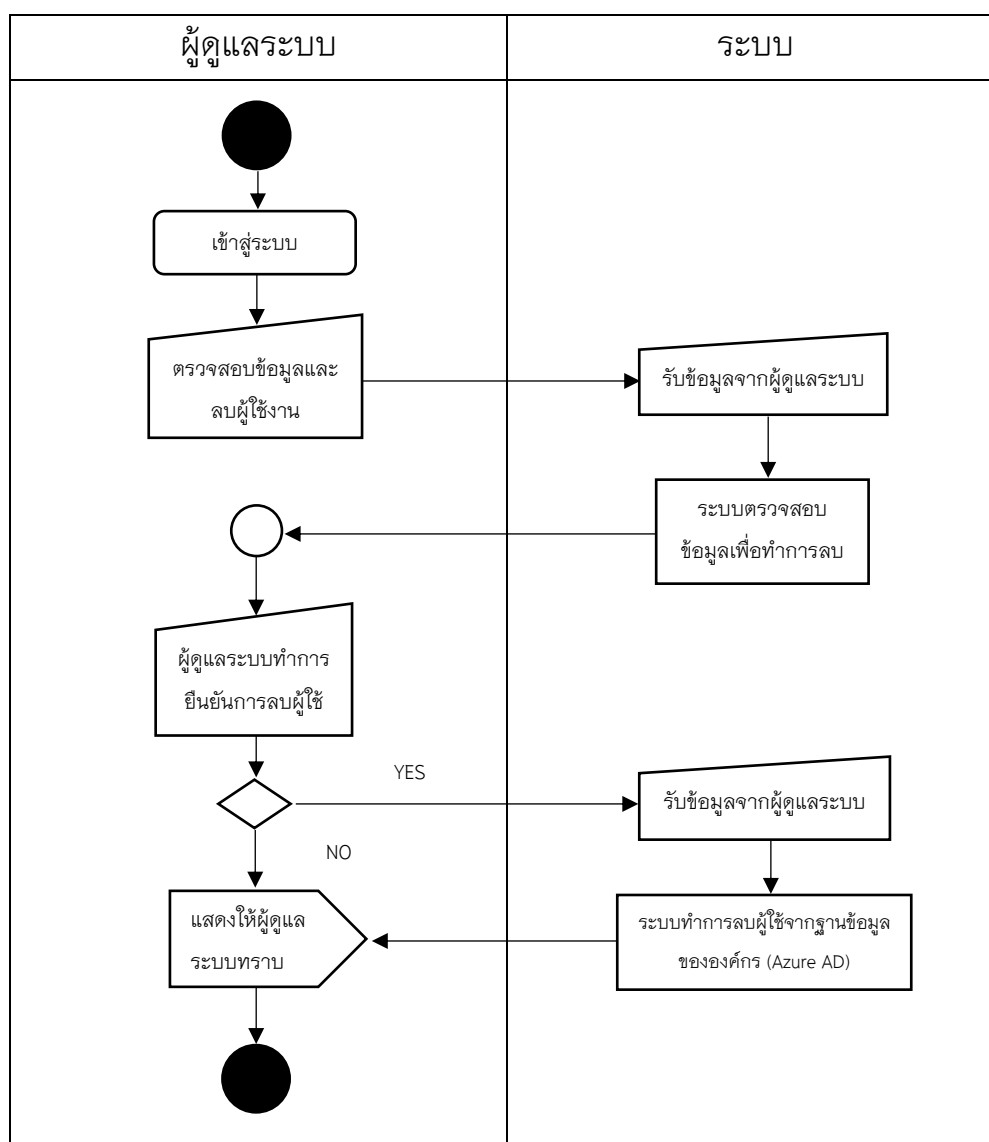 ผู้ดูแลระบบ
ระบบ
เข้าสู่ระบบ
ตรวจสอบข้อมูลและ
ลบผู้ใช้งาน
รับข้อมูลจากผู้ดูแลระบบ
ระบบตรวจสอบ
ข้อมูลเพื่อทำการลบ
ผู้ดูแลระบบทำการ
ยืนยันการลบผู้ใช้
YES
รับข้อมูลจากผู้ดูแลระบบ
NO
แสดงให้ผู้ดูแล
ระบบทราบ
ระบบทำการลบผู้ใช้จากฐานข้อมูล
ขององค์กร (Azure AD)